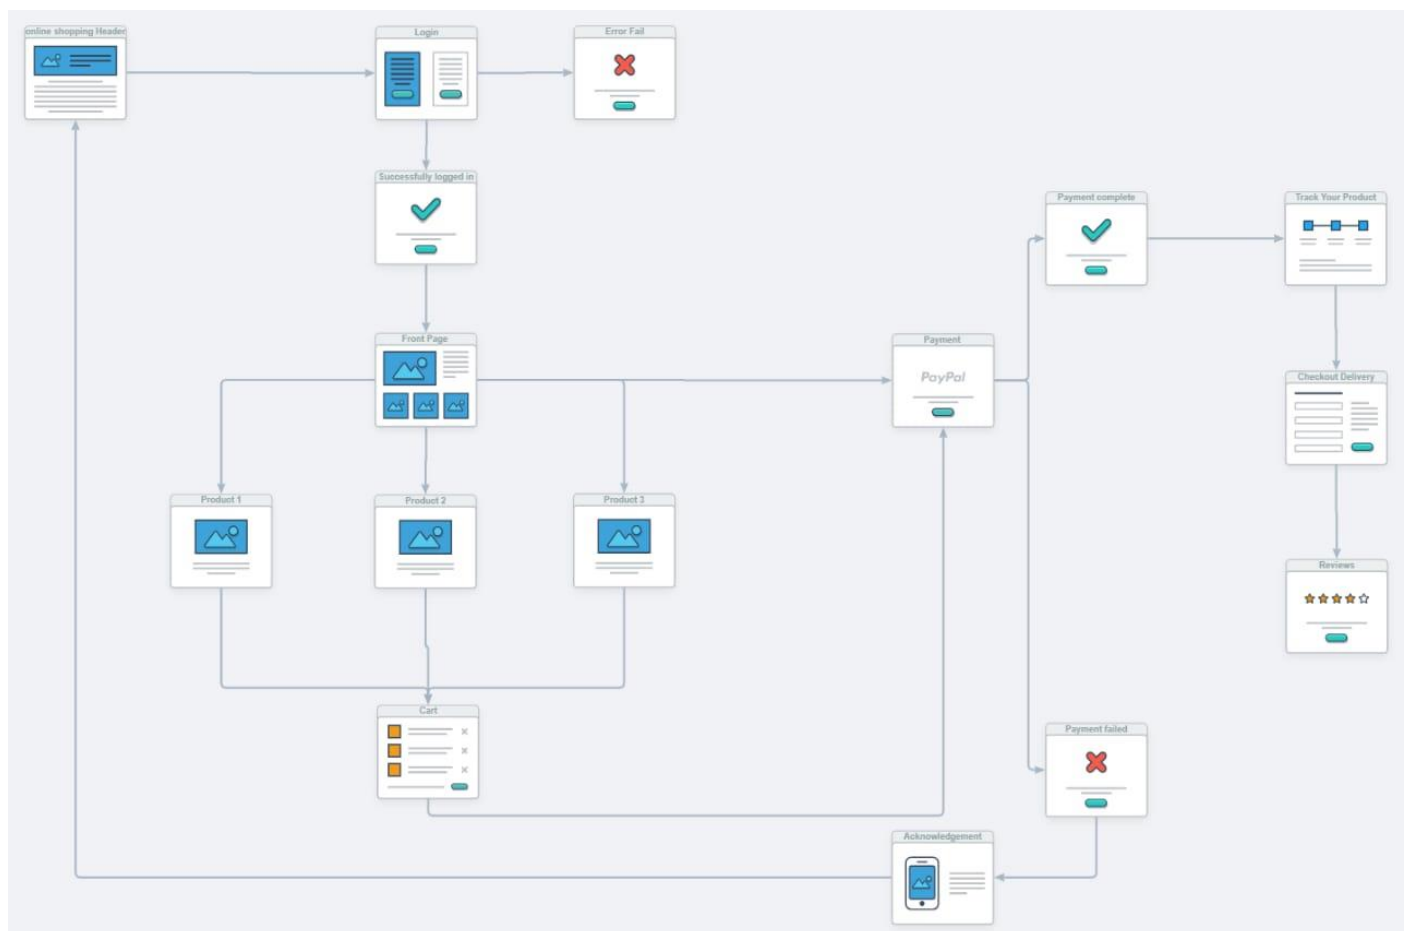 online shopping Header
Login
Error Fail
Successfully logged in
Payment complete
Track Your Product
Front Page
Payment
PayPal
Checkout Delivery
Product 1
Product 2
Product 3
Reviews
Cart
Payment failed
Acknowledgement